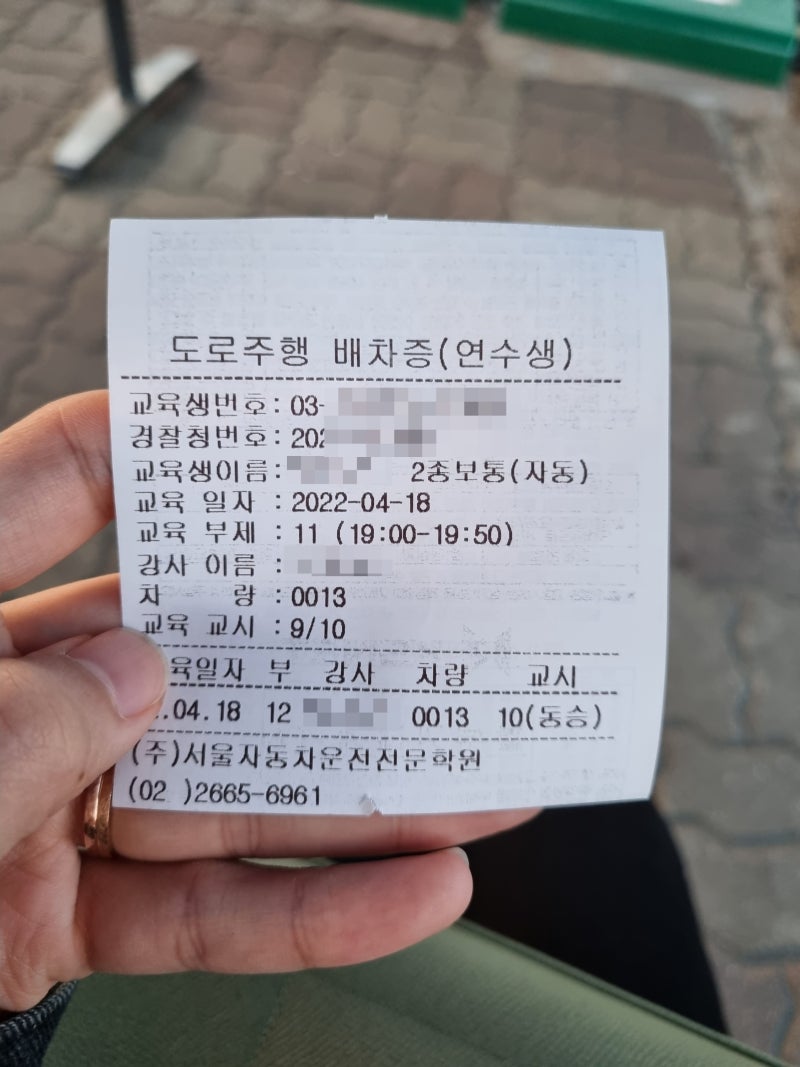 도로주행 배차증(연수생)
교육생번호: 03-
경찰청번호: 202
교육생이름: 2종보통(자동)
교육 일자 : 2022-04-18
교육 부제 : 11 (19:00-19:50)
강사 이름 :
차 량 : 0013
교육 교시 : 9/10
육일자 부 강사 차량 교시
.04.18 12 0013 10(동승)
(주)서울자동차운전전문학원
(02 )2665-6961